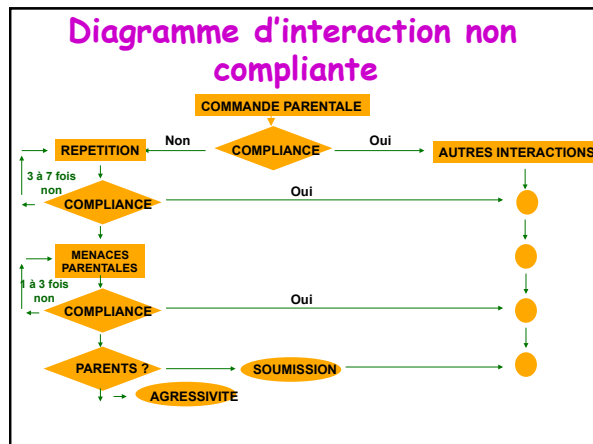 Diagramme d'interaction non
compliante
COMMANDE PARENTALE
Non
COMPLIANCE
Oui
REPETITION
AUTRES INTERACTIONS
3 à 7 fois
non
COMPLIANCE
Oui
MENACES
PARENTALES
1 à 3 fois
non
COMPLIANCE
Oui
PARENTS ?
SOUMISSION
AGRESSIVITE